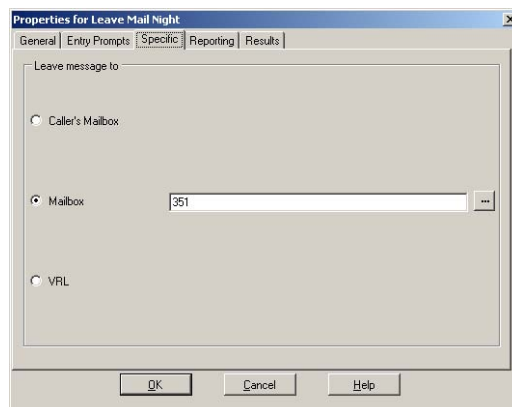 Properties for Leave Mail Night
General Entry Prompts Specific Reporting Results
Leave message to
Caller's Mailbox
Mailbox 351 ...
VRL
OK Cancel Help